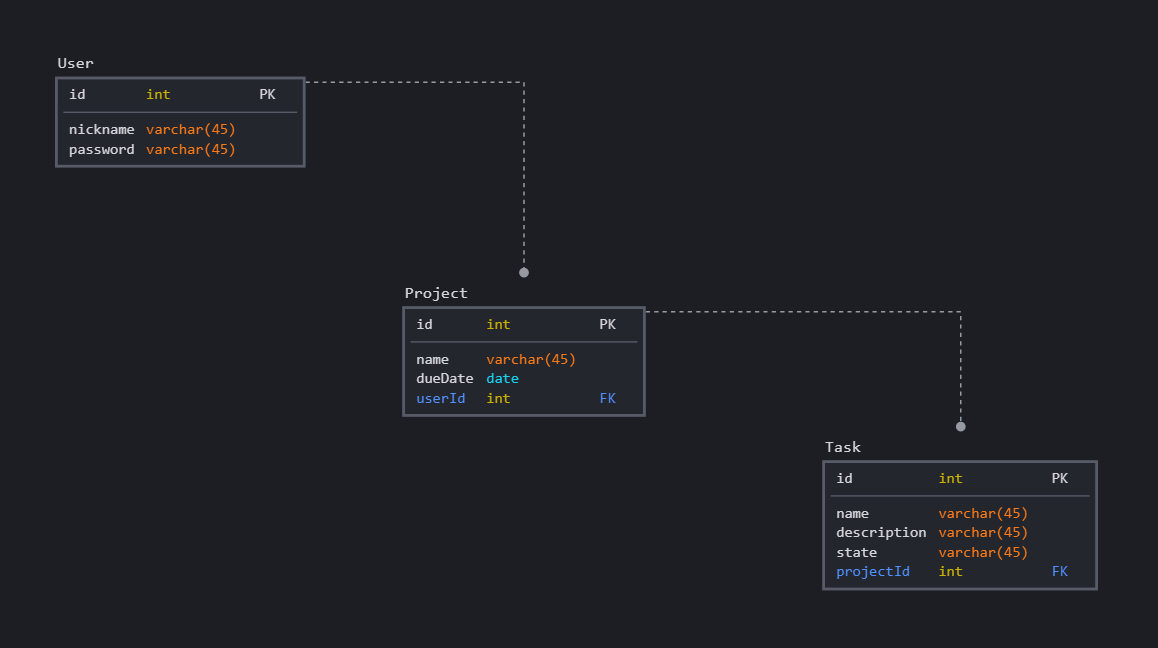 User
id int PK
nickname varchar(45)
password varchar(45)
Project
id int PK
name varchar(45)
dueDate date
userId int FK
Task
id int PK
name varchar(45)
description varchar(45)
state varchar(45)
projectId int FK